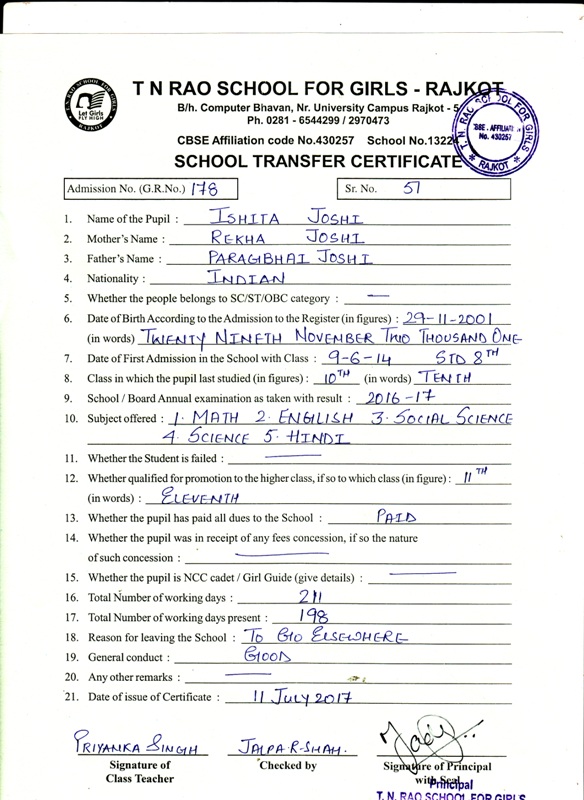 T. N. RAO SCHOOL FOR GIRLS
Let Girls
FLY HIGH
RAJKOT
T N RAO SCHOOL FOR GIRLS - RAJKOT
B/h. Computer Bhavan, Nr. University Campus Rajkot - 5
Ph. 0281 - 6544299 / 2970473
CBSE Affiliation code No.430257 School No.13224
T. N. RAO SCHOOL FOR GIRLS
No. 430257
* RAJKOT *
SCHOOL TRANSFER CERTIFICATE
Admission No. (G.R.No.) 178 Sr. No. 51
1. Name of the Pupil : ISHITA JOSHI
2. Mother's Name : REKHA JOSHI
3. Father's Name : PARAGBHAI JOSHI
4. Nationality : INDIAN
5. Whether the people belongs to SC/ST/OBC category : —
6. Date of Birth According to the Admission to the Register (in figures) : 29-11-2001
(in words) TWENTY NINETH NOVEMBER TWO THOUSAND ONE
7. Date of First Admission in the School with Class : 9-6-14 STD 8TH
8. Class in which the pupil last studied (in figures) : 10TH (in words) TENTH
9. School / Board Annual examination as taken with result : 2016-17
10. Subject offered : 1. MATH 2. ENGLISH 3. SOCIAL SCIENCE
4. SCIENCE 5. HINDI
11. Whether the Student is failed : —
12. Whether qualified for promotion to the higher class, if so to which class (in figure) : 11TH
(in words) : ELEVENTH
13. Whether the pupil has paid all dues to the School : PAID
14. Whether the pupil was in receipt of any fees concession, if so the nature
of such concession : —
15. Whether the pupil is NCC cadet / Girl Guide (give details) : —
16. Total Number of working days : 211
17. Total Number of working days present : 198
18. Reason for leaving the School : TO GO ELSEWHERE
19. General conduct : GOOD
20. Any other remarks : —
21. Date of issue of Certificate : 11 JULY 2017
PRIYANKA SINGH JALPA R. SHAH.
Signature of Checked by Signature of Principal
Class Teacher with Seal
Principal
T. N. RAO SCHOOL FOR GIRLS